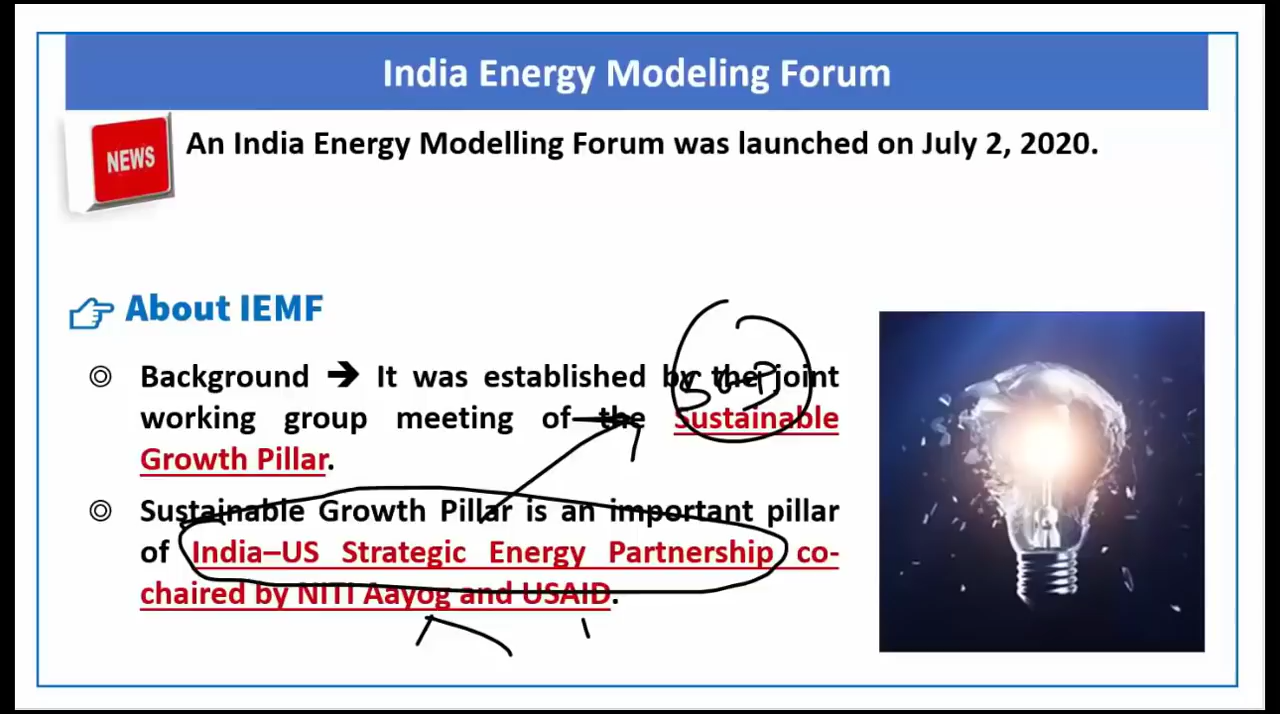 India Energy Modeling Forum
NEWS
An India Energy Modelling Forum was launched on July 2, 2020.
About IEMF
Background ➔ It was established by the joint
working group meeting of the Sustainable
Growth Pillar.
SGP
Sustainable Growth Pillar is an important pillar
of India–US Strategic Energy Partnership co-
chaired by NITI Aayog and USAID.